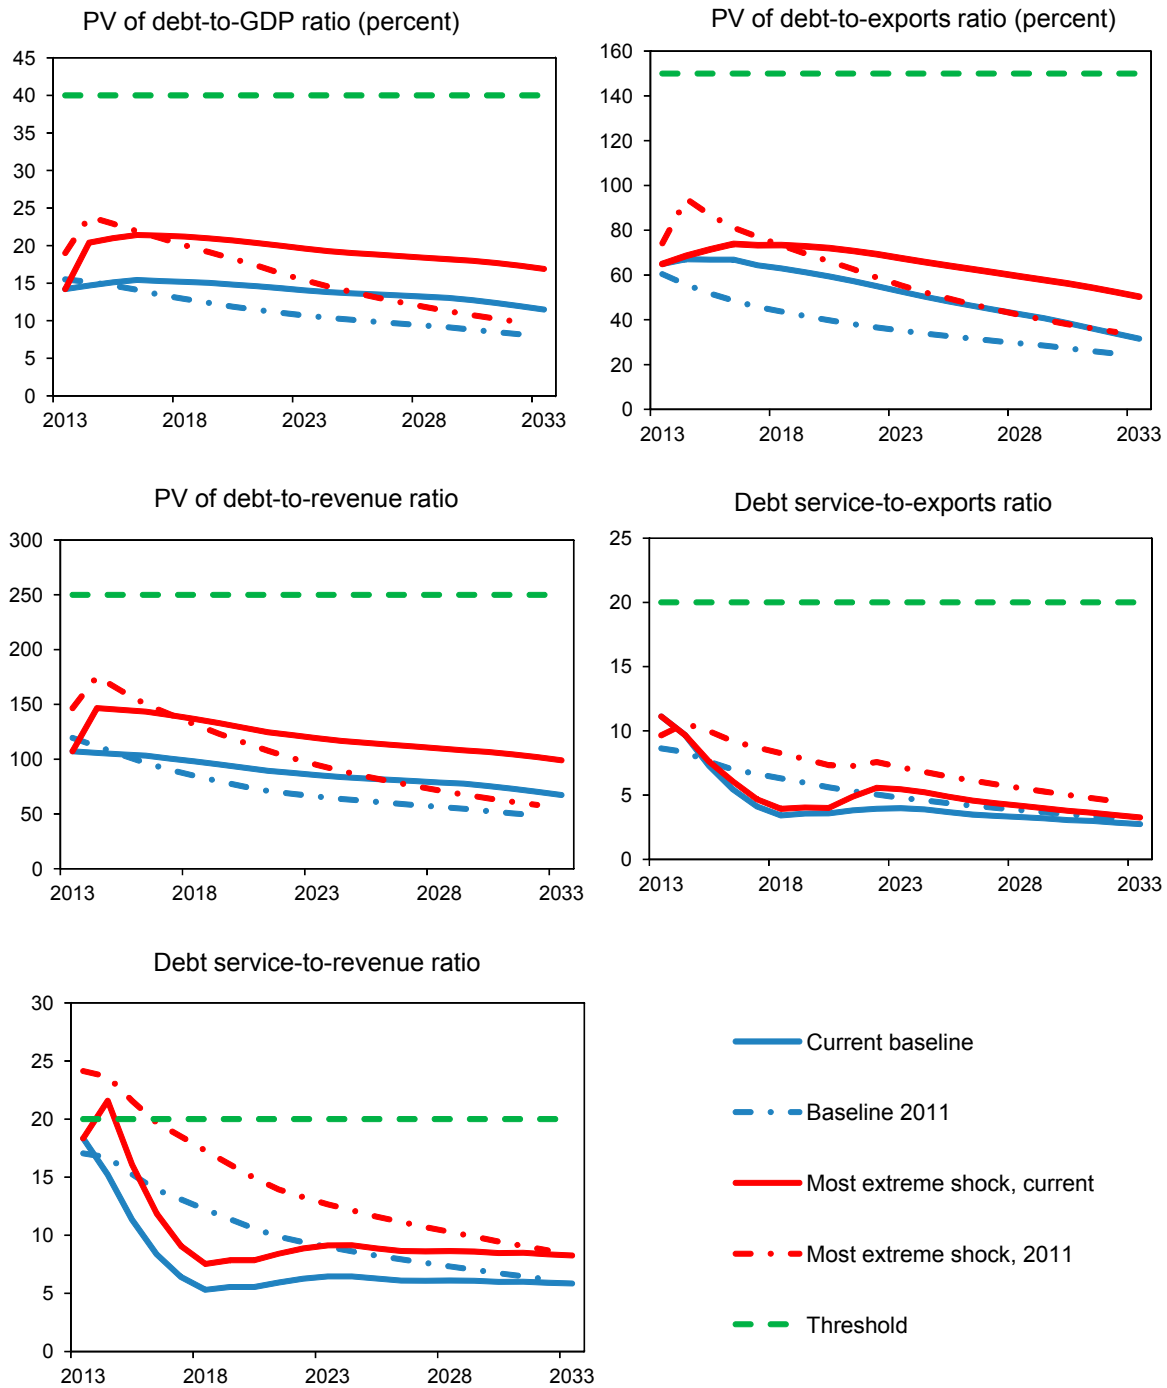 PV of debt-to-GDP ratio (percent)
45
40
35
30
25
20
15
10
5
0
2013 2018 2023 2028 2033
PV of debt-to-exports ratio (percent)
160
140
120
100
80
60
40
20
0
2013 2018 2023 2028 2033
PV of debt-to-revenue ratio
300
250
200
150
100
50
0
2013 2018 2023 2028 2033
Debt service-to-exports ratio
25
20
15
10
5
0
2013 2018 2023 2028 2033
Debt service-to-revenue ratio
30
25
20
15
10
5
0
2013 2018 2023 2028 2033
Current baseline
Baseline 2011
Most extreme shock, current
Most extreme shock, 2011
Threshold